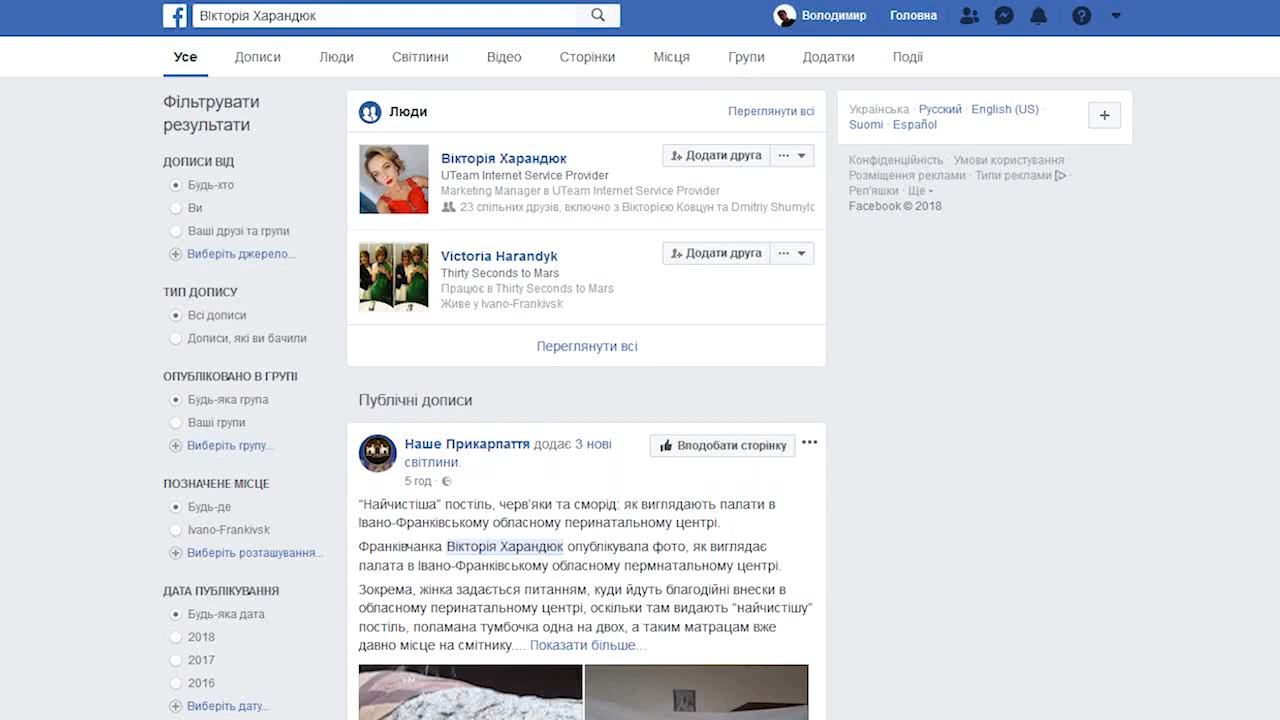 Вікторія Харандюк
Володимир
Головна
Усе
Дописи
Люди
Світлини
Відео
Сторінки
Місця
Групи
Додатки
Події
Фільтрувати
результати
ДОПИСИ ВІД
Будь-хто
Ви
Ваші друзі та групи
Виберіть джерело...
ТИП ДОПИСУ
Всі дописи
Дописи, які ви бачили
ОПУБЛІКОВАНО В ГРУПІ
Будь-яка група
Ваші групи
Виберіть групу...
ПОЗНАЧЕНЕ МІСЦЕ
Будь-де
Ivano-Frankivsk
Виберіть розташування...
ДАТА ПУБЛІКУВАННЯ
Будь-яка дата
2018
2017
2016
Виберіть дату...
Люди
Переглянути всі
Вікторія Харандюк
Додати друга
UTeam Internet Service Provider
Marketing Manager в UTeam Internet Service Provider
23 спільних друзів, включно з Вікторією Ковцун та Dmitriy Shumylo
Victoria Harandyk
Додати друга
Thirty Seconds to Mars
Працює в Thirty Seconds to Mars
Живе у Ivano-Frankivsk
Переглянути всі
Публічні дописи
Наше Прикарпаття додає 3 нові
світлини.
Вподобати сторінку
5 год ·
"Найчистіша" постіль, черв'яки та сморід: як виглядають палати в
Івано-Франківському обласному перинатальному центрі.
Франківчанка Вікторія Харандюк опублікувала фото, як виглядає
палата в Івано-Франківському обласному пермнатальному центрі.
Зокрема, жінка задається питанням, куди йдуть благодійні внески в
обласному перинатальному центрі, оскільки там видають "найчистішу"
постіль, поламана тумбочка одна на двох, а таким матрацам вже
давно місце на смітнику.... Показати більше...
Українська · Русский · English (US) ·
Suomi · Español
Конфіденційність · Умови користування ·
Розміщення реклами · Типи реклами ·
Реп'яшки · Ще
Facebook © 2018